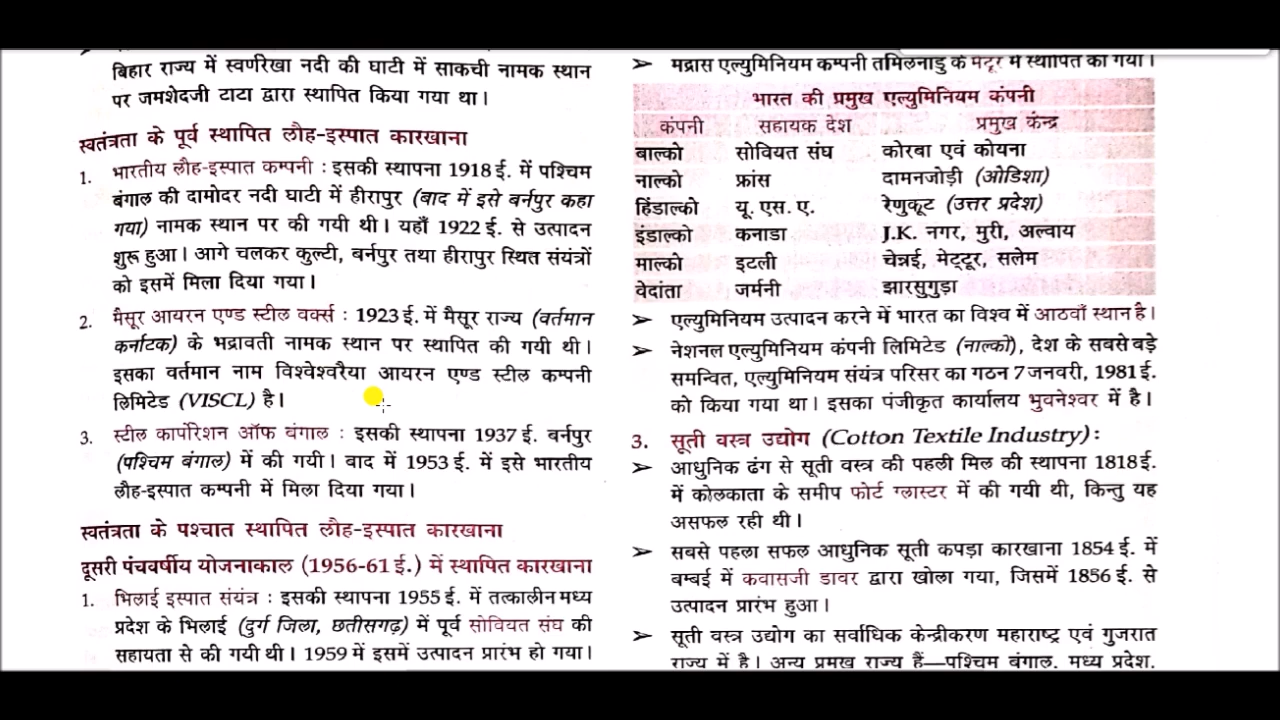 बिहार राज्य में स्वर्णरेखा नदी की घाटी में साकची नामक स्थान
पर जमशेदजी टाटा द्वारा स्थापित किया गया था।
स्वतंत्रता के पूर्व स्थापित लौह-इस्पात कारखाना
1. भारतीय लौह-इस्पात कम्पनी : इसकी स्थापना 1918 ई. में पश्चिम
बंगाल की दामोदर नदी घाटी में हीरापुर (बाद में इसे बर्नपुर कहा
गया) नामक स्थान पर की गयी थी। यहाँ 1922 ई. से उत्पादन
शुरू हुआ। आगे चलकर कुल्टी, बर्नपुर तथा हीरापुर स्थित संयंत्रों
को इसमें मिला दिया गया।
2. मैसूर आयरन एण्ड स्टील वर्क्स : 1923 ई. में मैसूर राज्य (वर्तमान
कर्नाटक) के भद्रावती नामक स्थान पर स्थापित की गयी थी।
इसका वर्तमान नाम विश्वेश्वरैया आयरन एण्ड स्टील कम्पनी
लिमिटेड (VISCL) है।
3. स्टील कार्पोरेशन ऑफ बंगाल : इसकी स्थापना 1937 ई. बर्नपुर
(पश्चिम बंगाल) में की गयी। बाद में 1953 ई. में इसे भारतीय
लौह-इस्पात कम्पनी में मिला दिया गया।
स्वतंत्रता के पश्चात स्थापित लौह-इस्पात कारखाना
दूसरी पंचवर्षीय योजनाकाल (1956-61 ई.) में स्थापित कारखाना
1. भिलाई इस्पात संयंत्र : इसकी स्थापना 1955 ई. में तत्कालीन मध्य
प्रदेश के भिलाई (दुर्ग जिला, छत्तीसगढ़) में पूर्व सोवियत संघ की
सहायता से की गयी थी। 1959 में इसमें उत्पादन प्रारंभ हो गया।
➢ मद्रास एल्युमिनियम कम्पनी तमिलनाडु के मैटूर में स्थापित की गयी।
भारत की प्रमुख एल्युमिनियम कंपनी
कंपनी सहायक देश प्रमुख केन्द्र
बाल्को सोवियत संघ कोरबा एवं कोयना
नाल्को फ्रांस दामनजोड़ी (ओडिशा)
हिंडाल्को यू. एस. ए. रेणुकूट (उत्तर प्रदेश)
इंडाल्को कनाडा J.K. नगर, मुरी, अल्वाय
माल्को इटली चेन्नई, मेट्टूर, सलेम
वेदांता जर्मनी झारसुगुड़ा
➢ एल्युमिनियम उत्पादन करने में भारत का विश्व में आठवाँ स्थान है।
➢ नेशनल एल्युमिनियम कंपनी लिमिटेड (नाल्को), देश के सबसे बड़े
समन्वित, एल्युमिनियम संयंत्र परिसर का गठन 7 जनवरी, 1981 ई.
को किया गया था। इसका पंजीकृत कार्यालय भुवनेश्वर में है।
3. सूती वस्त्र उद्योग (Cotton Textile Industry) :
➢ आधुनिक ढंग से सूती वस्त्र की पहली मिल की स्थापना 1818 ई.
में कोलकाता के समीप फोर्ट ग्लास्टर में की गयी थी, किन्तु यह
असफल रही थी।
➢ सबसे पहला सफल आधुनिक सूती कपड़ा कारखाना 1854 ई. में
बम्बई में कवासजी डावर द्वारा खोला गया, जिसमें 1856 ई. से
उत्पादन प्रारंभ हुआ।
➢ सूती वस्त्र उद्योग का सर्वाधिक केन्द्रीकरण महाराष्ट्र एवं गुजरात
राज्य में है। अन्य प्रमुख राज्य हैं—पश्चिम बंगाल, मध्य प्रदेश,